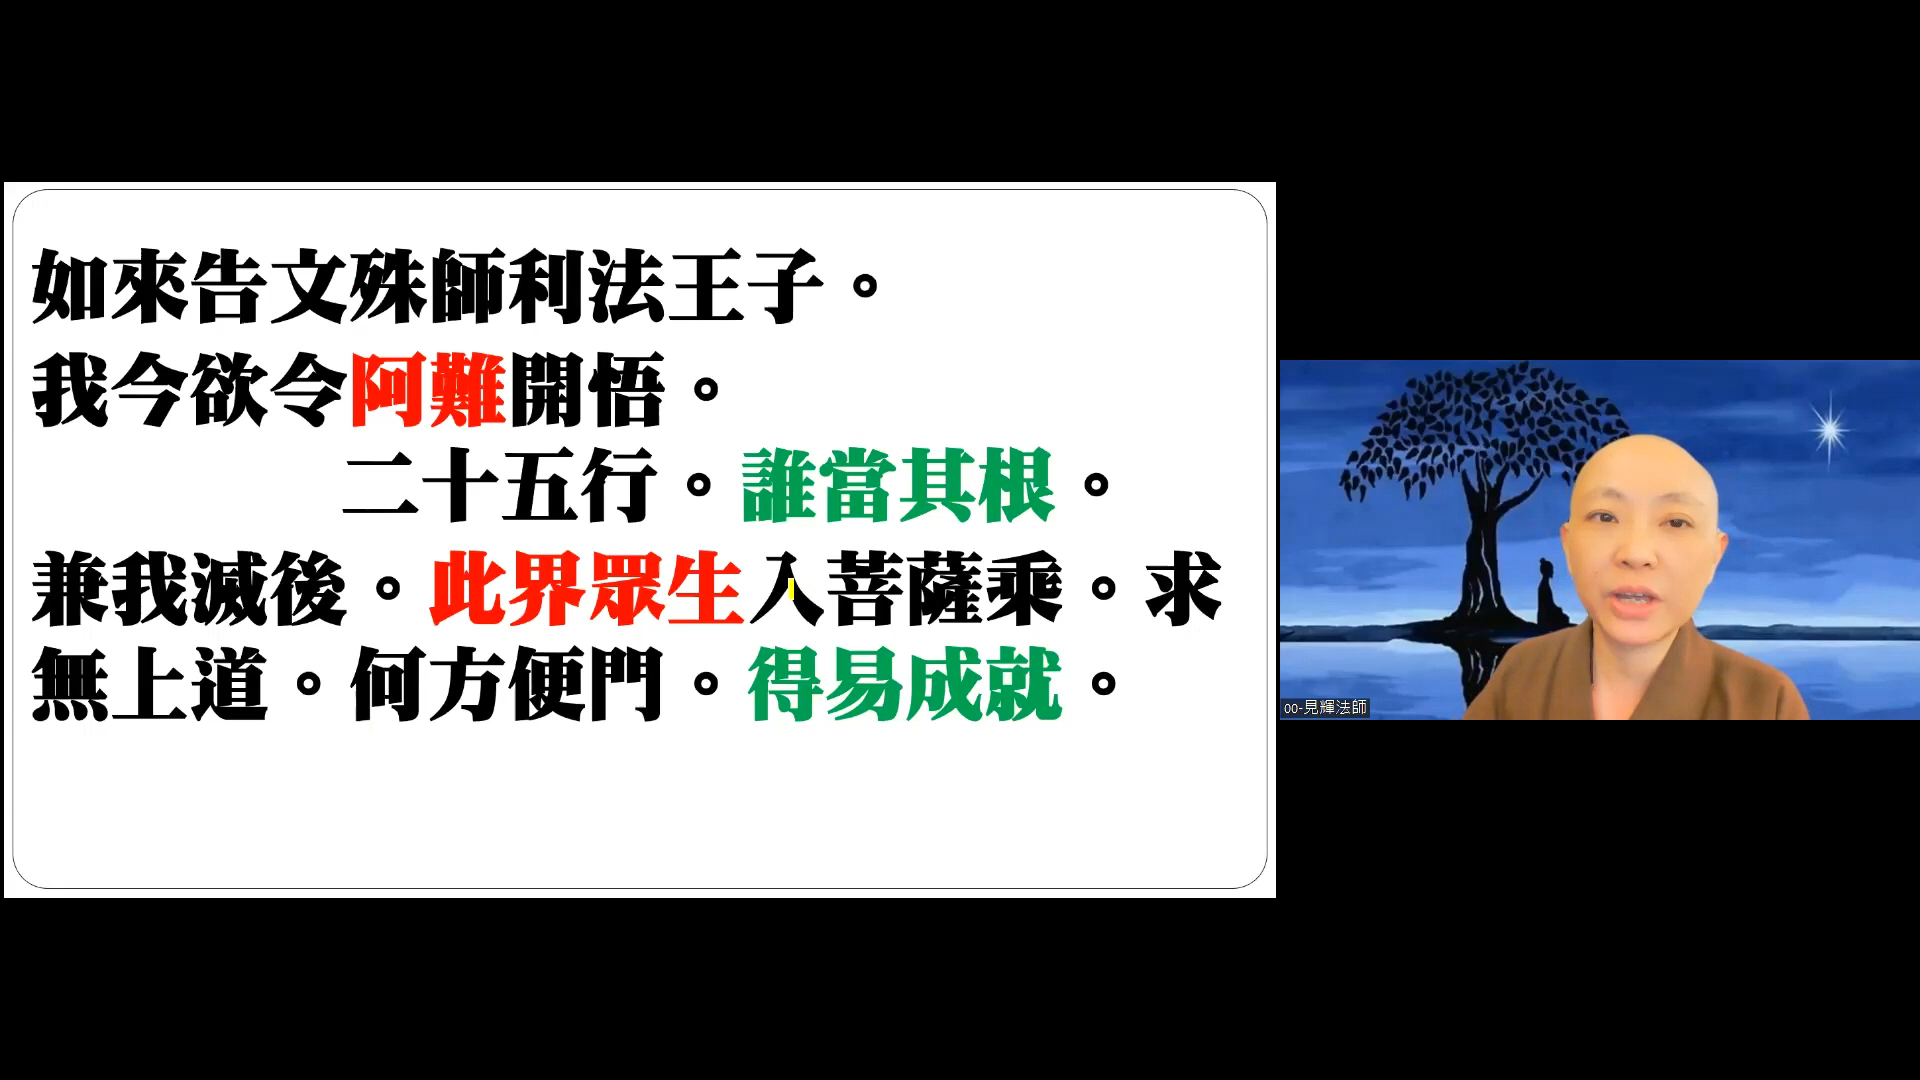 如來告文殊師利法王子。
我今欲令阿難開悟。
二十五行。誰當其根。
兼我滅後。此界眾生入菩薩乘。求
無上道。何方便門。得易成就。
oo-見輝法師